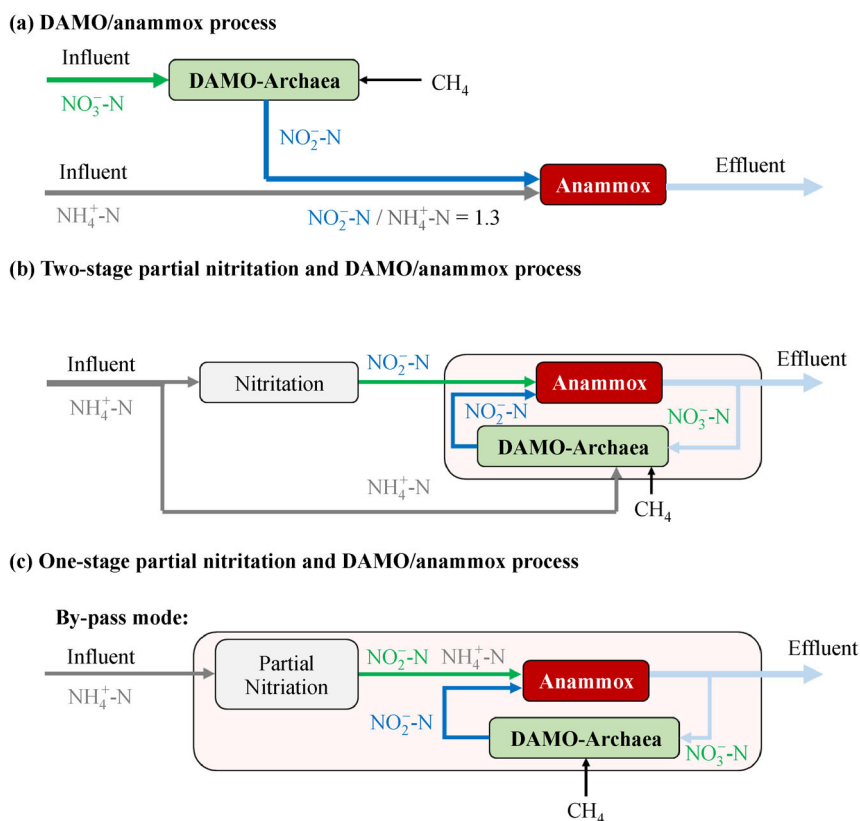 (a) DAMO/anammox process
Influent
NO₃⁻-N
DAMO-Archaea
CH₄
NO₂⁻-N
Influent
NH₄⁺-N
NO₂⁻-N / NH₄⁺-N = 1.3
Anammox
Effluent
(b) Two-stage partial nitritation and DAMO/anammox process
Influent
NH₄⁺-N
Nitritation
NO₂⁻-N
Anammox
Effluent
NO₂⁻-N
NO₃⁻-N
DAMO-Archaea
NH₄⁺-N
CH₄
(c) One-stage partial nitritation and DAMO/anammox process
By-pass mode:
Influent
NH₄⁺-N
Partial
Nitriation
NO₂⁻-N NH₄⁺-N
Anammox
Effluent
NO₂⁻-N
DAMO-Archaea
NO₃⁻-N
CH₄